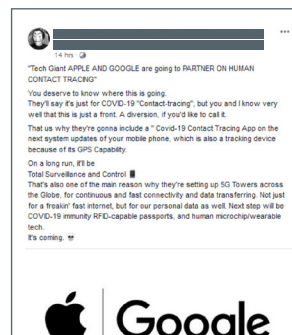 14 hrs ·
"Tech Giant APPLE AND GOOGLE are going to PARTNER ON HUMAN
CONTACT TRACING"
You deserve to know where this is going.
They'll say it's just for COVID-19 "Contact-tracing", but you and I know very
well that this is just a front. A diversion, if you'd like to call it.
That us why they're gonna include a " Covid-19 Contact Tracing App on the
next system updates of your mobile phone, which is also a tracking device
because of its GPS Capability.
On a long run, it'll be
Total Surveillance and Control
That's also one of the main reason why they're setting up 5G Towers across
the Globe, for continuous and fast connectivity and data transferring. Not just
for a freakin' fast internet, but for our personal data as well. Next step will be
COVID-19 immunity RFID-capable passports, and human microchip/wearable
tech.
It's coming.
Google